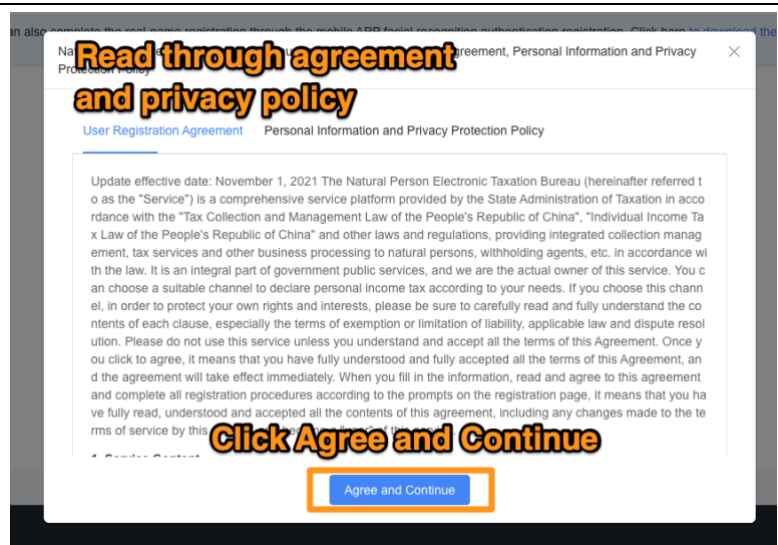 an also complete the real-name registration through the mobile APP facial recognition authentication registration. Click here to download the
Read through agreement
and privacy policy
Nat greement, Personal Information and Privacy
Protection Policy
User Registration Agreement Personal Information and Privacy Protection Policy
Update effective date: November 1, 2021 The Natural Person Electronic Taxation Bureau (hereinafter referred t
o as the "Service") is a comprehensive service platform provided by the State Administration of Taxation in acco
rdance with the "Tax Collection and Management Law of the People's Republic of China", "Individual Income Ta
x Law of the People's Republic of China" and other laws and regulations, providing integrated collection manag
ement, tax services and other business processing to natural persons, withholding agents, etc. in accordance wi
th the law. It is an integral part of government public services, and we are the actual owner of this service. You c
an choose a suitable channel to declare personal income tax according to your needs. If you choose this chann
el, in order to protect your own rights and interests, please be sure to carefully read and fully understand the co
ntents of each clause, especially the terms of exemption or limitation of liability, applicable law and dispute resol
ution. Please do not use this service unless you understand and accept all the terms of this Agreement. Once y
ou click to agree, it means that you have fully understood and fully accepted all the terms of this Agreement, an
d the agreement will take effect immediately. When you fill in the information, read and agree to this agreement
and complete all registration procedures according to the prompts on the registration page, it means that you ha
ve fully read, understood and accepted all the contents of this agreement, including any changes made to the te
rms of service by this
Click Agree and Continue
1. Service Content
Agree and Continue